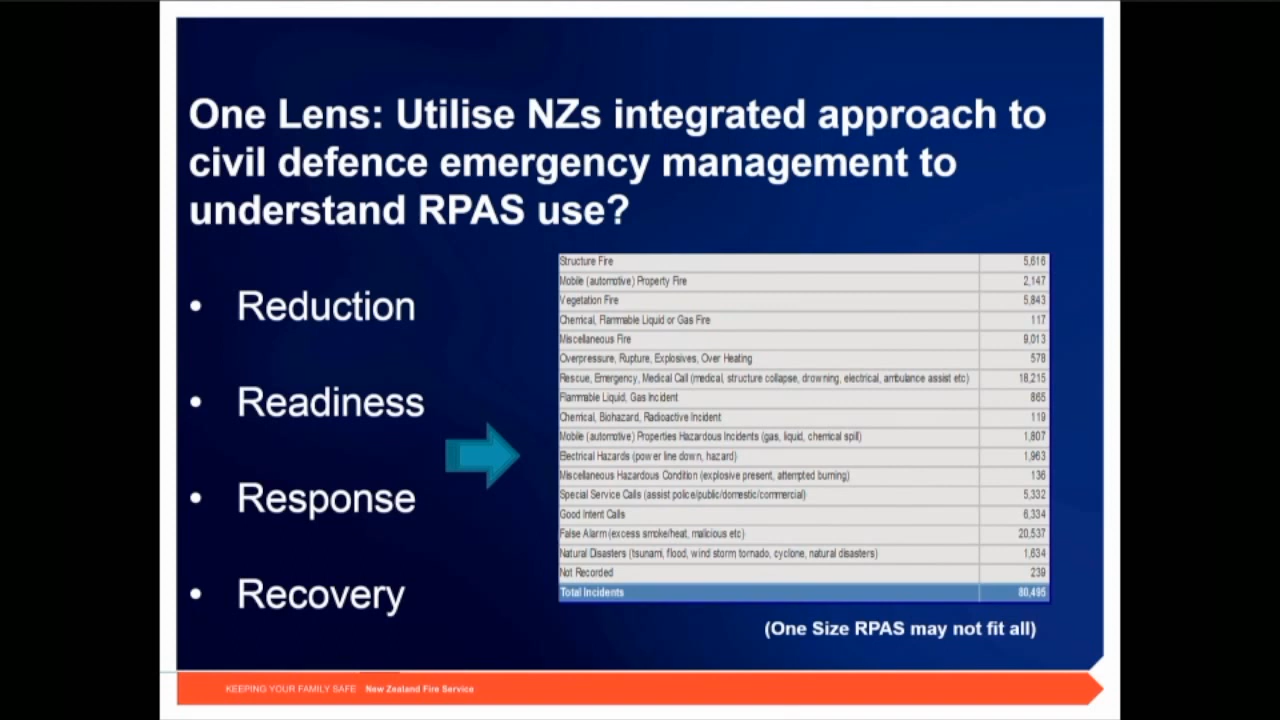 One Lens: Utilise NZs integrated approach to
civil defence emergency management to
understand RPAS use?
• Reduction
• Readiness
• Response
• Recovery
Structure Fire 5,616
Mobile (automotive) Property Fire 2,147
Vegetation Fire 5,843
Chemical, Flammable Liquid or Gas Fire 117
Miscellaneous Fire 9,013
Overpressure, Rupture, Explosives, Over Heating 578
Rescue, Emergency, Medical Call (medical, structure collapse, drowning, electrical, ambulance assist etc) 18,215
Flammable Liquid, Gas Incident 865
Chemical, Biohazard, Radioactive Incident 119
Mobile (automotive) Properties Hazardous Incidents (gas, liquid, chemical spill) 1,807
Electrical Hazards (power line down, hazard) 1,963
Miscellaneous Hazardous Condition (explosive present, attempted burning) 136
Special Service Calls (assist police/public/domestic/commercial) 5,332
Good Intent Calls 6,334
False Alarm (excess smoke/heat, malicious etc) 20,537
Natural Disasters (tsunami, flood, wind storm tornado, cyclone, natural disasters) 1,634
Not Recorded 239
Total Incidents 80,495
(One Size RPAS may not fit all)
KEEPING YOUR FAMILY SAFE New Zealand Fire Service